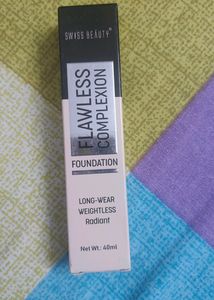 SWISS BEAUTY
FLAWLESS
COMPLEXION
FOUNDATION
LONG-WEAR
WEIGHTLESS
Radiant
Net Wt.: 40ml